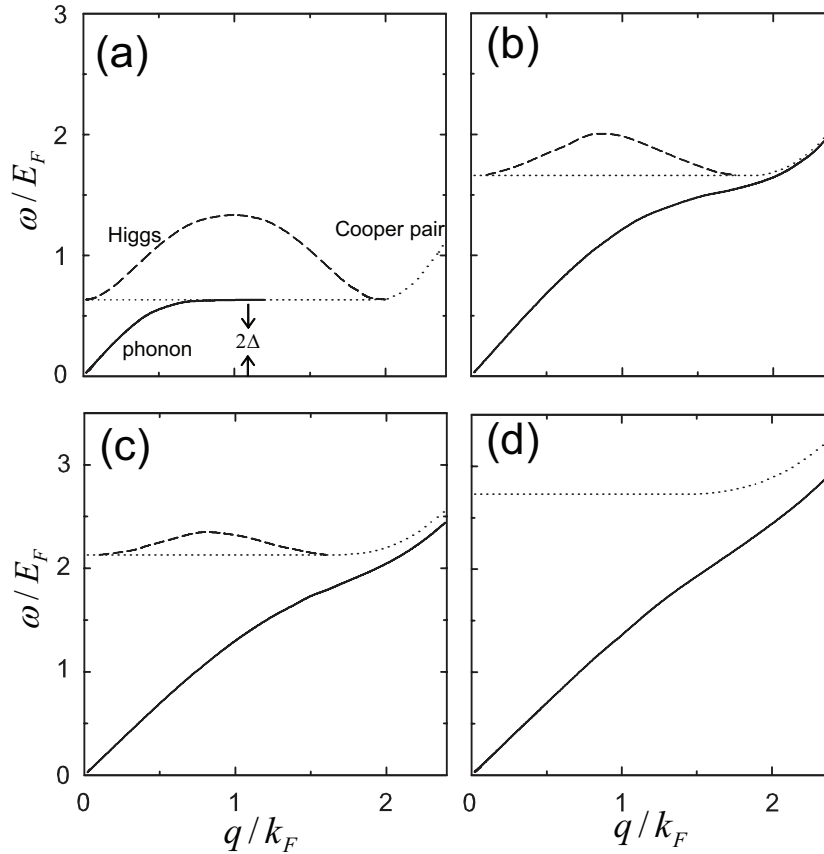 (a)
3
2
1
0
ω/E_F
Higgs
Cooper pair
phonon
2Δ
(b)
(c)
3
2
1
0
ω/E_F
0
1
2
q/k_F
(d)
0
1
2
q/k_F